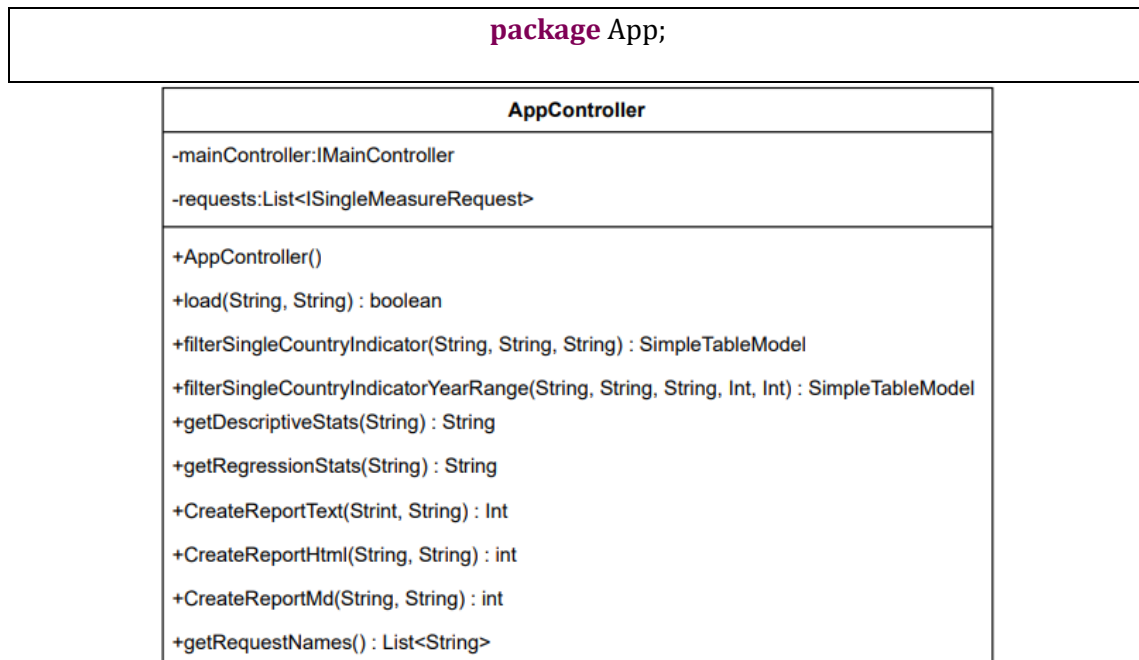 package App;
AppController
-mainController:IMainController
-requests:List<ISingleMeasureRequest>
+AppController()
+load(String, String) : boolean
+filterSingleCountryIndicator(String, String, String) : SimpleTableModel
+filterSingleCountryIndicatorYearRange(String, String, String, Int, Int) : SimpleTableModel
+getDescriptiveStats(String) : String
+getRegressionStats(String) : String
+CreateReportText(Strint, String) : Int
+CreateReportHtml(String, String) : int
+CreateReportMd(String, String) : int
+getRequestNames() : List<String>